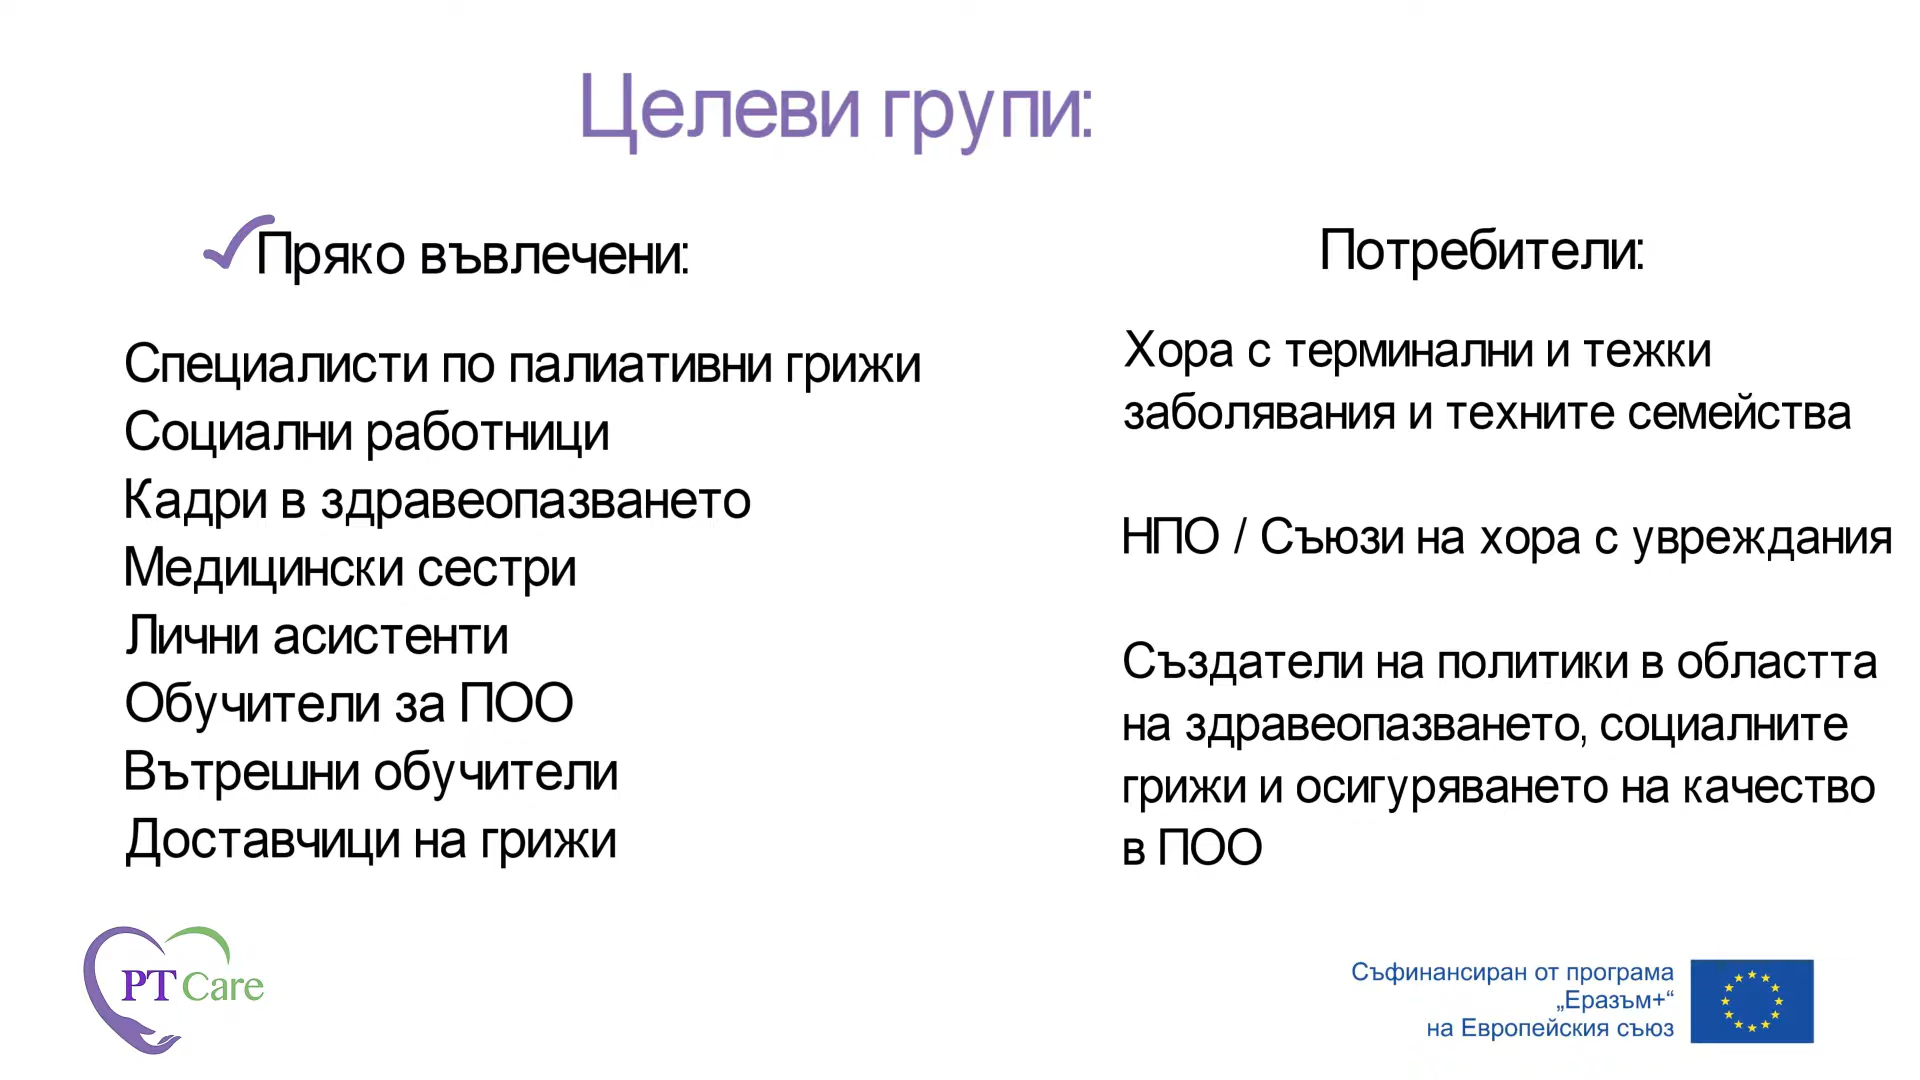 Целеви групи:
Пряко въвлечени:
Специалисти по палиативни грижи
Социални работници
Кадри в здравеопазването
Медицински сестри
Лични асистенти
Обучители за ПОО
Вътрешни обучители
Доставчици на грижи
Потребители:
Хора с терминални и тежки
заболявания и техните семейства
НПО / Съюзи на хора с увреждания
Създатели на политики в областта
на здравеопазването, социалните
грижи и осигуряването на качество
в ПОО
PT Care
Съфинансиран от програма
„Еразъм+“
на Европейския съюз